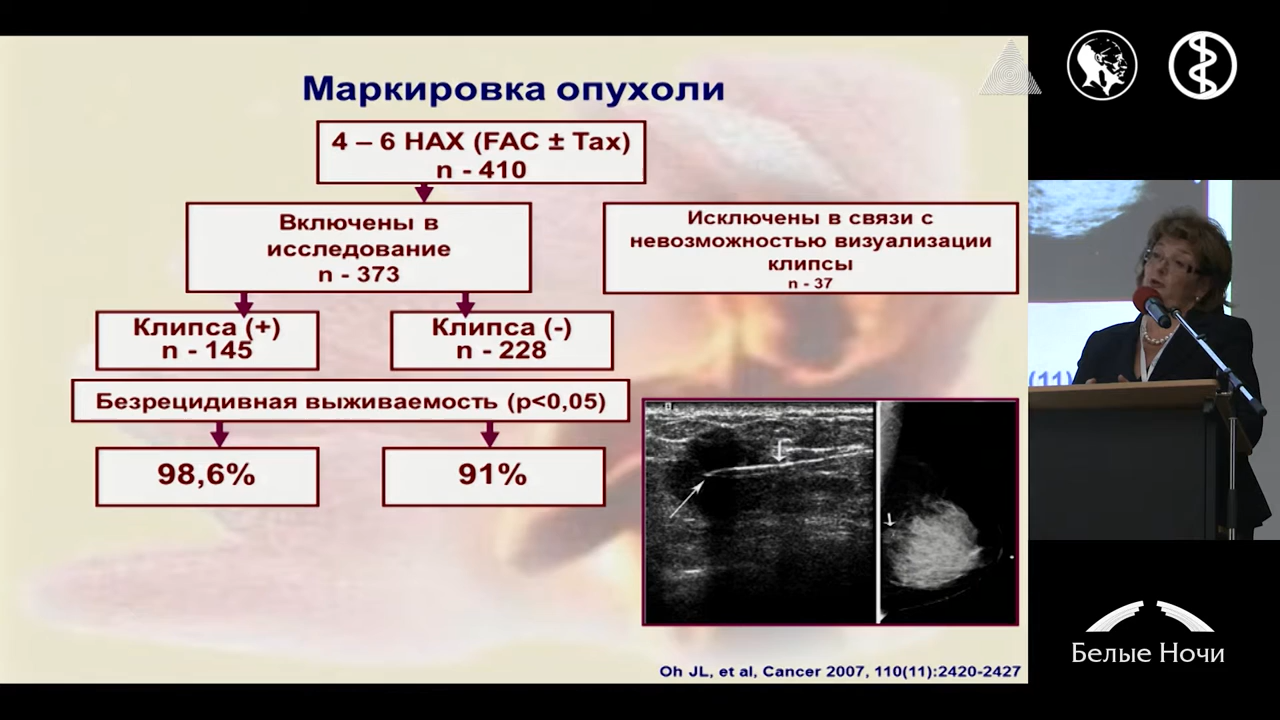 Маркировка опухоли
4 – 6 НАХ (FAC ± Tax)
n - 410
Включены в
исследование
n - 373
Исключены в связи с
невозможностью визуализации
клипсы
n - 37
Клипса (+)
n - 145
Клипса (-)
n - 228
Безрецидивная выживаемость (p<0,05)
98,6%
91%
Oh JL, et al, Cancer 2007, 110(11):2420-2427
(11)
Белые Ночи